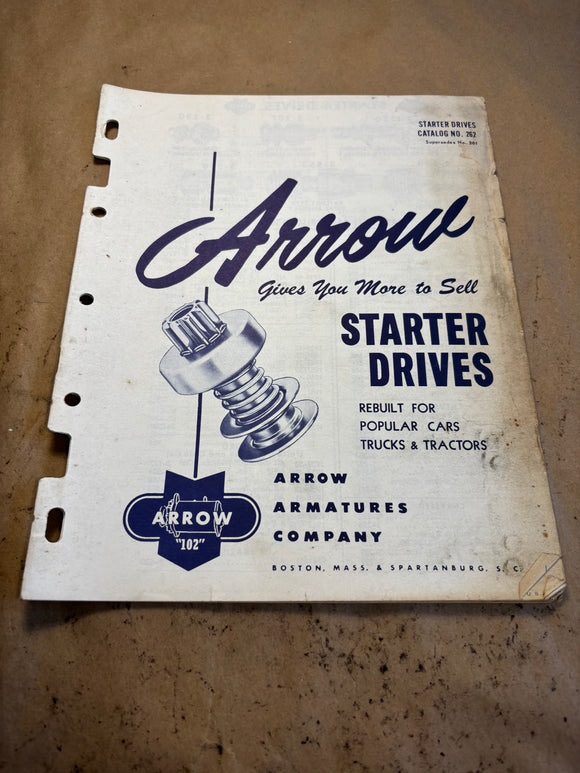 STARTER DRIVES
CATALOG NO. 262
Supersedes No. 261
Arrow
Gives You More to Sell
STARTER
DRIVES
REBUILT FOR
POPULAR CARS
TRUCKS & TRACTORS
ARROW
"102"
ARROW
ARMATURES
COMPANY
BOSTON, MASS. & SPARTANBURG, S. C.